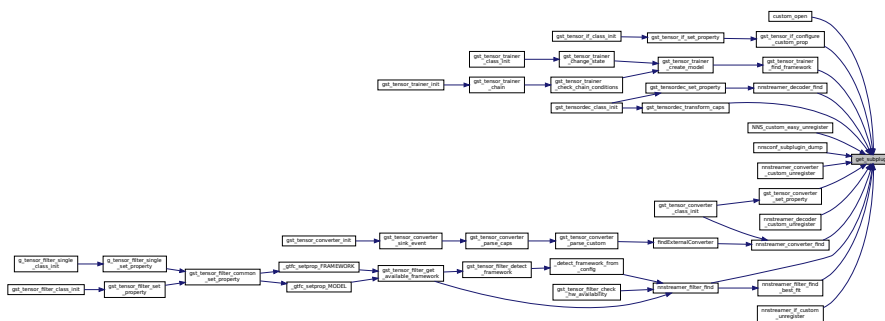 custom_open
gst_tensor_if_class_init
gst_tensor_if_set_property
gst_tensor_if_configure
_custom_prop
gst_tensor_trainer
_class_init
gst_tensor_trainer
_change_state
gst_tensor_trainer
_create_model
gst_tensor_trainer
_find_framework
gst_tensor_trainer_init
gst_tensor_trainer
_chain
gst_tensor_trainer
_check_chain_conditions
gst_tensordec_set_property
nnstreamer_decoder_find
gst_tensordec_class_init
gst_tensordec_transform_caps
NNS_custom_easy_unregister
nnsconf_subplugin_dump
get_subplugin
nnstreamer_converter
_custom_unregister
gst_tensor_converter
_set_property
gst_tensor_converter
_class_init
nnstreamer_decoder
_custom_unregister
gst_tensor_converter_init
gst_tensor_converter
_sink_event
gst_tensor_converter
_parse_caps
gst_tensor_converter
_parse_custom
findExternalConverter
nnstreamer_converter_find
g_tensor_filter_single
_class_init
g_tensor_filter_single
_set_property
gst_tensor_filter_common
_set_property
_gtfc_setprop_FRAMEWORK
gst_tensor_filter_get
_available_framework
gst_tensor_filter_detect
_framework
_detect_framework_from
_config
gst_tensor_filter_class_init
gst_tensor_filter_set
_property
_gtfc_setprop_MODEL
gst_tensor_filter_check
_hw_availability
nnstreamer_filter_find
nnstreamer_filter_find
_best_fit
nnstreamer_if_custom
_unregister